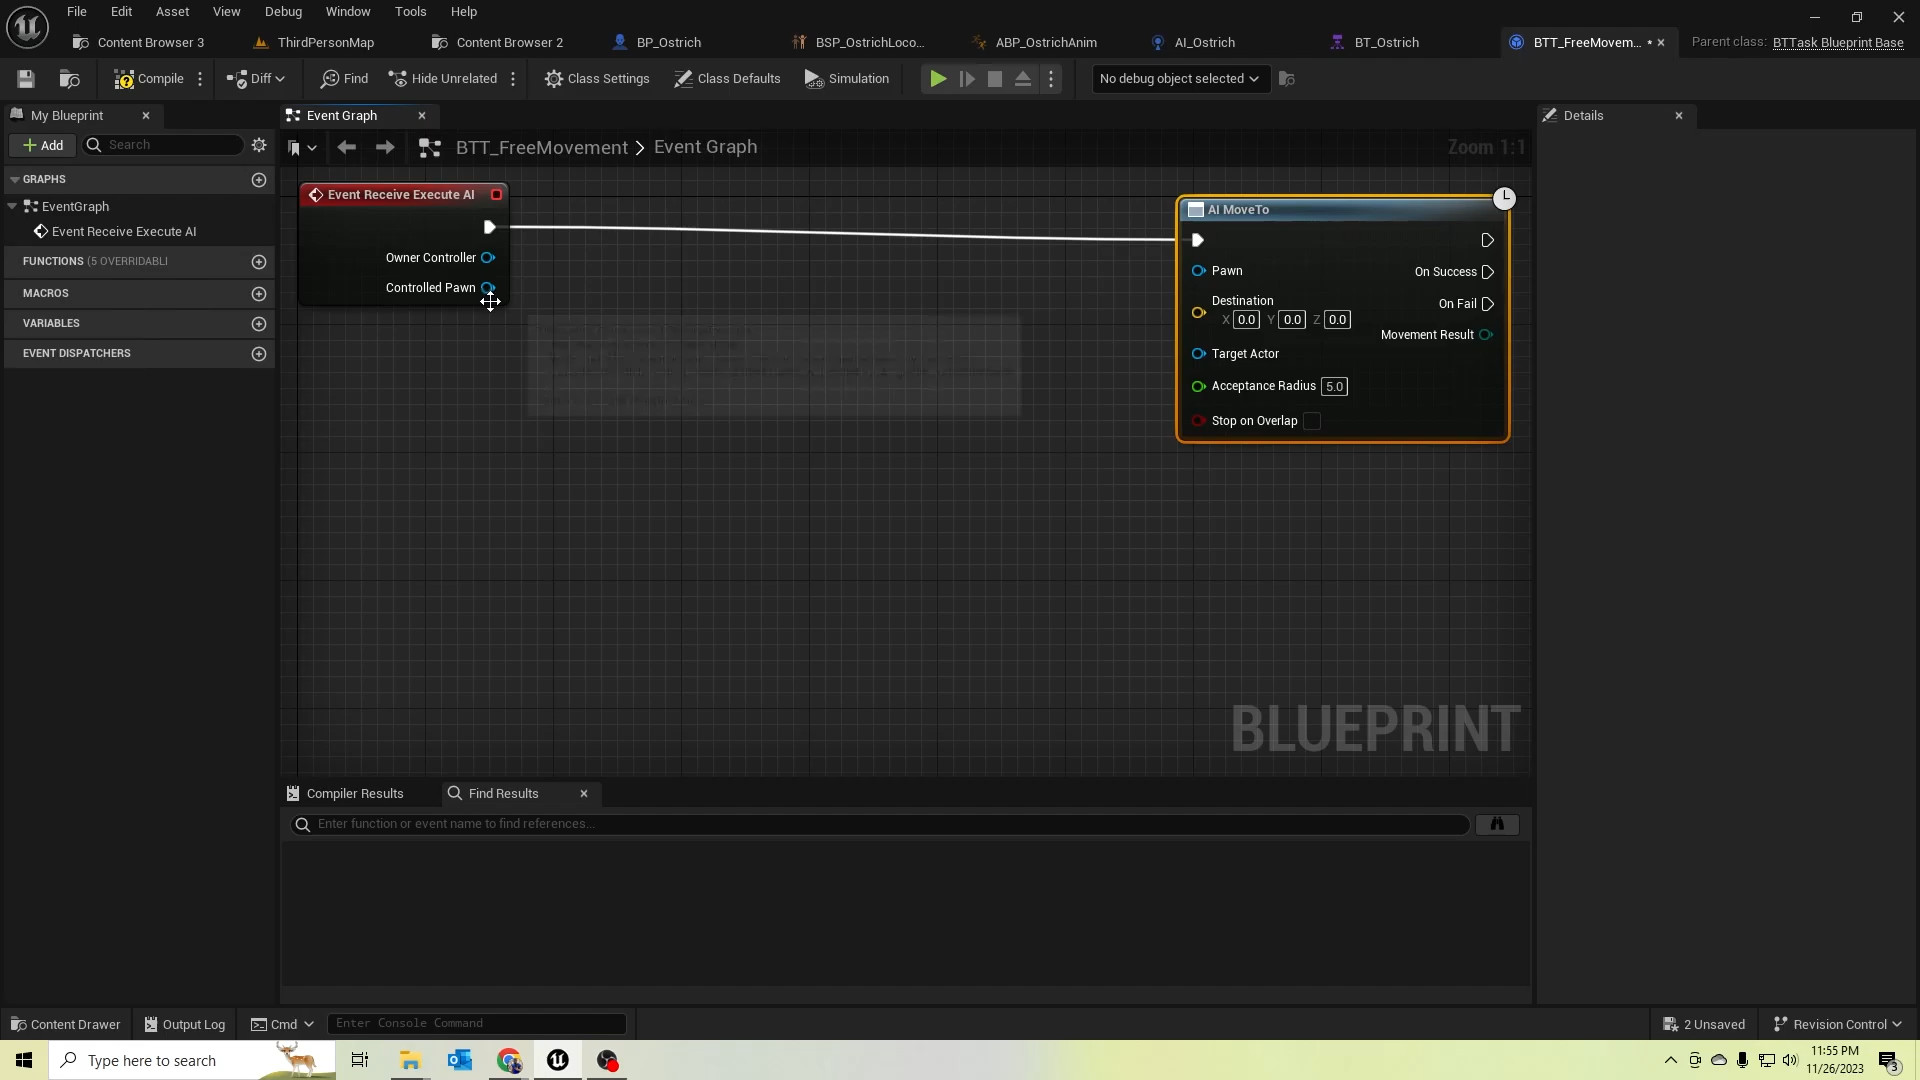 File Edit Asset View Debug Window Tools Help
Content Browser 3 ThirdPersonMap Content Browser 2 BP_Ostrich BSP_OstrichLoco... ABP_OstrichAnim AI_Ostrich BT_Ostrich BTT_FreeMovem... • Parent class: BTTask Blueprint Base
Compile Diff Find Hide Unrelated Class Settings Class Defaults Simulation No debug object selected
My Blueprint Event Graph Details
Add Search BTT_FreeMovement > Event Graph Zoom 1:1
GRAPHS
EventGraph
Event Receive Execute AI
FUNCTIONS (5 OVERRIDABLI
MACROS
VARIABLES
EVENT DISPATCHERS
Event Receive Execute AI
Owner Controller
Controlled Pawn
AI MoveTo
Pawn On Success
Destination On Fail
X 0.0 Y 0.0 Z 0.0
Movement Result
Target Actor
Acceptance Radius 5.0
Stop on Overlap
BLUEPRINT
Compiler Results Find Results
Enter function or event name to find references...
Content Drawer Output Log Cmd Enter Console Command 2 Unsaved Revision Control
Type here to search 11:55 PM
11/26/2023 3